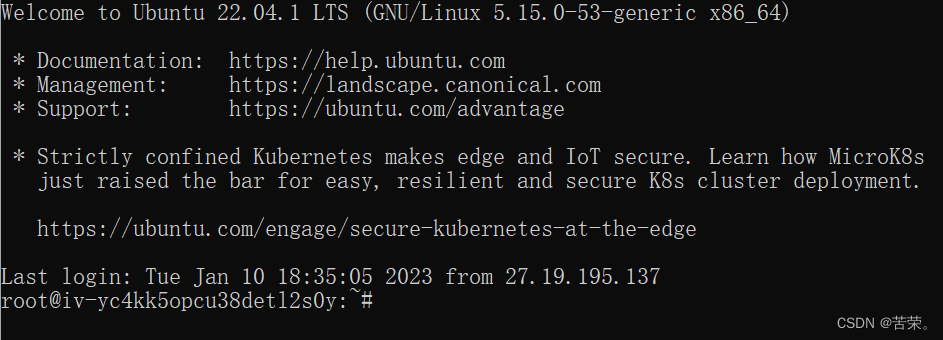 Welcome to Ubuntu 22.04.1 LTS (GNU/Linux 5.15.0-53-generic x86_64)
* Documentation: https://help.ubuntu.com
* Management: https://landscape.canonical.com
* Support: https://ubuntu.com/advantage
* Strictly confined Kubernetes makes edge and IoT secure. Learn how MicroK8s
just raised the bar for easy, resilient and secure K8s cluster deployment.
https://ubuntu.com/engage/secure-kubernetes-at-the-edge
Last login: Tue Jan 10 18:35:05 2023 from 27.19.195.137
root@iv-yc4kk5opcu38detl2s0y:~#
CSDN @苦荣。